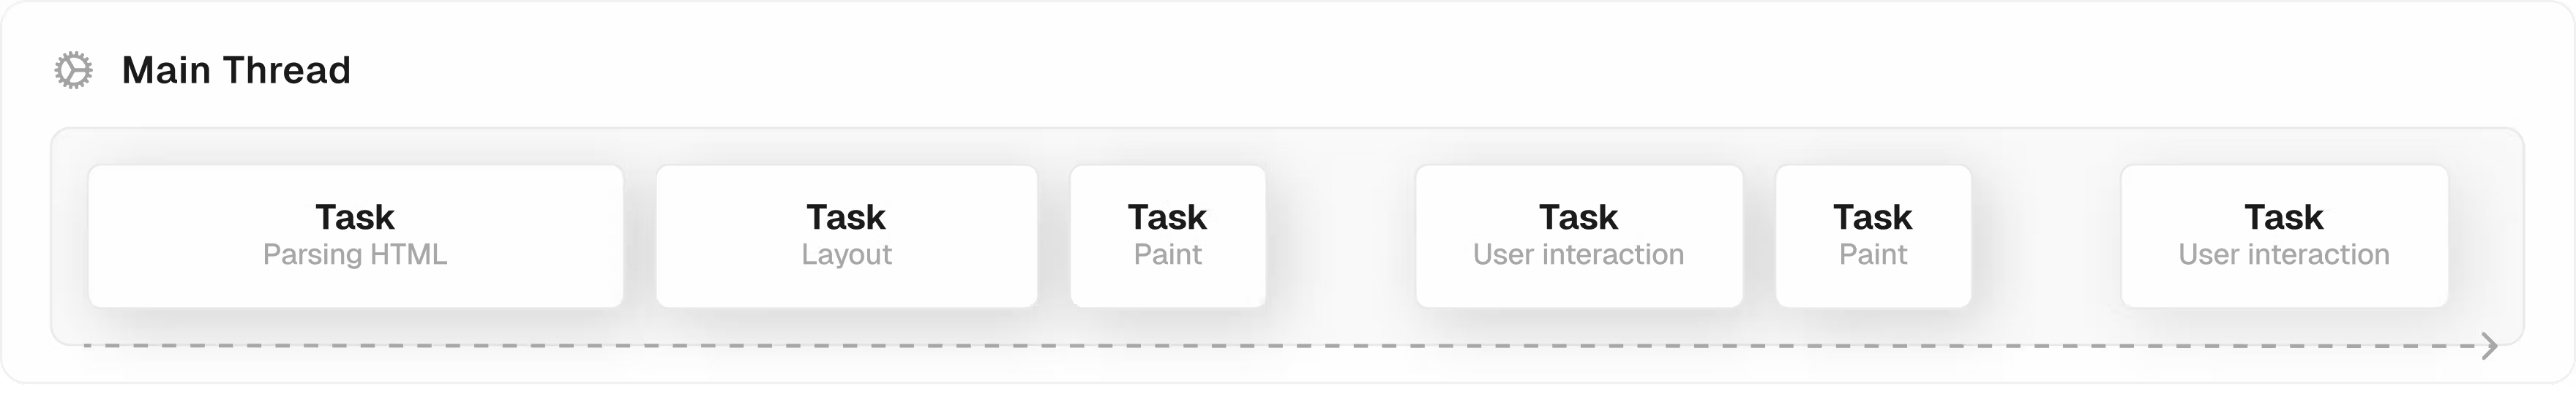 Main Thread
Task
Parsing HTML
Task
Layout
Task
Paint
Task
User interaction
Task
Paint
Task
User interaction